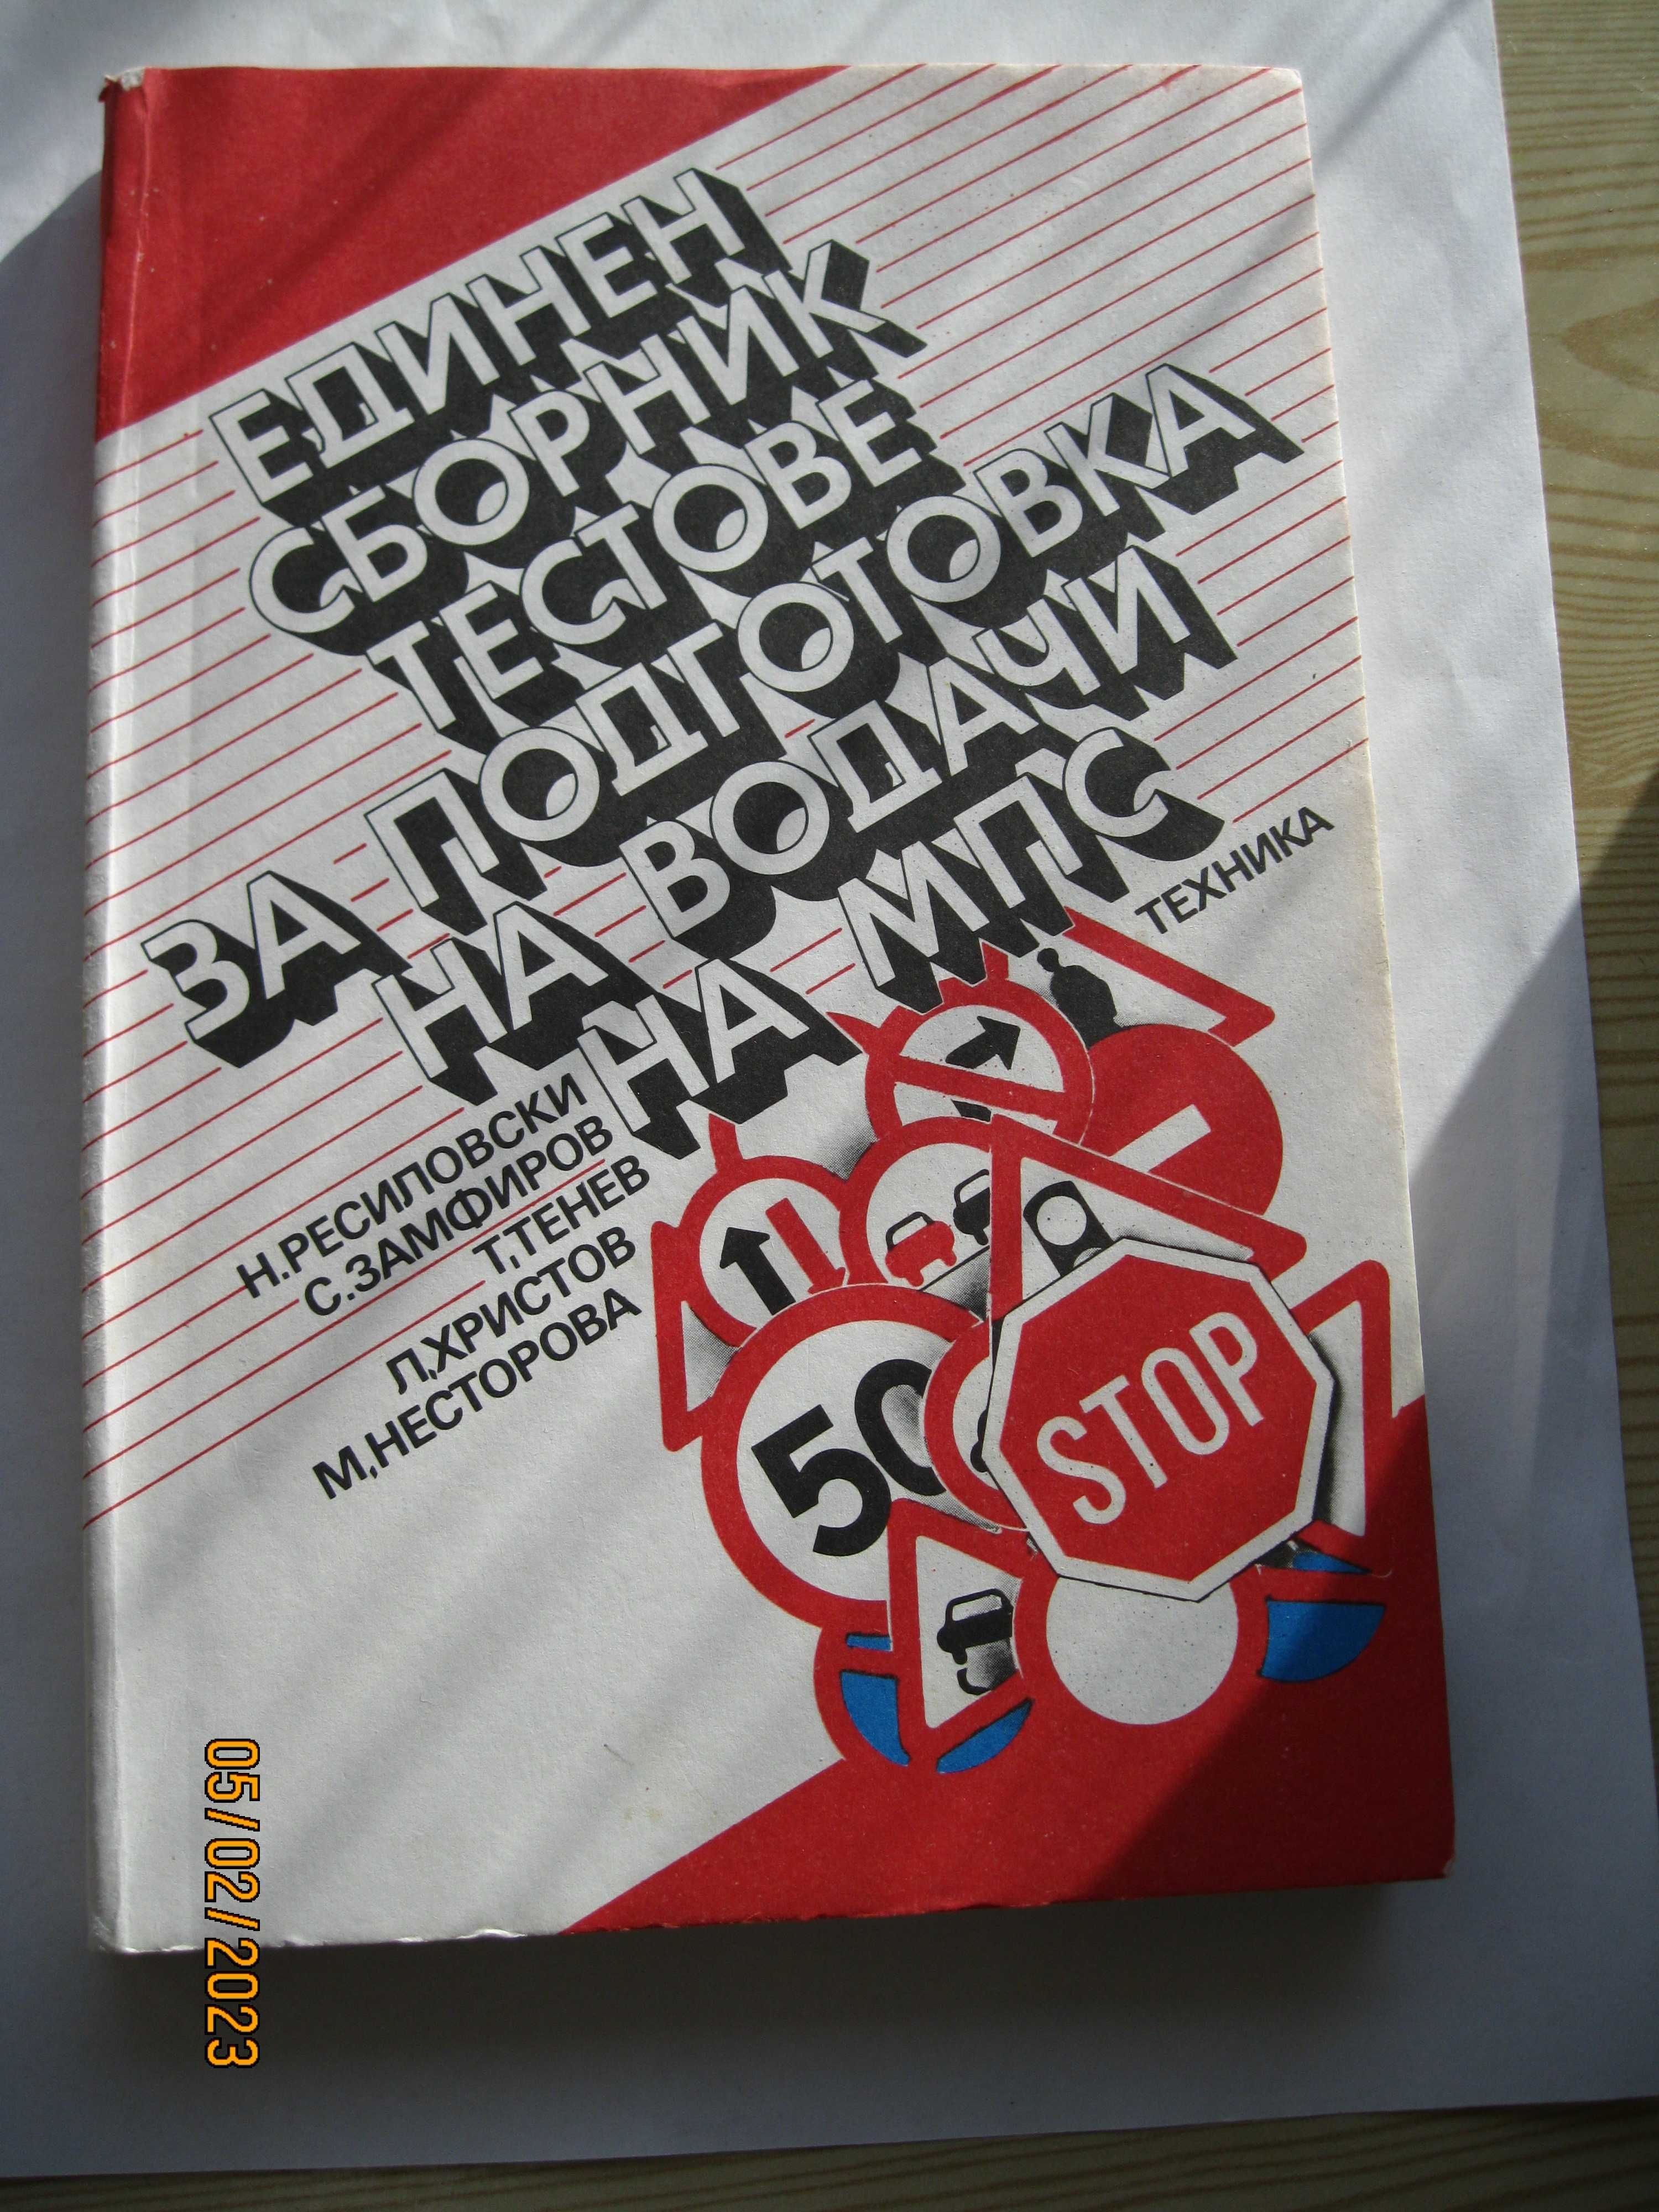 ЕДИНЕН
СБОРНИК
ТЕСТОВЕ
ЗА ПОДГОТОВКА
НА ВОДАЧИ
НА МПС
ТЕХНИКА
Н.РЕСИЛОВСКИ
С.ЗАМФИРОВ
Т,ТЕНЕВ
Л,ХРИСТОВ
М,НЕСТОРОВА
50
STOP
05/02/2023